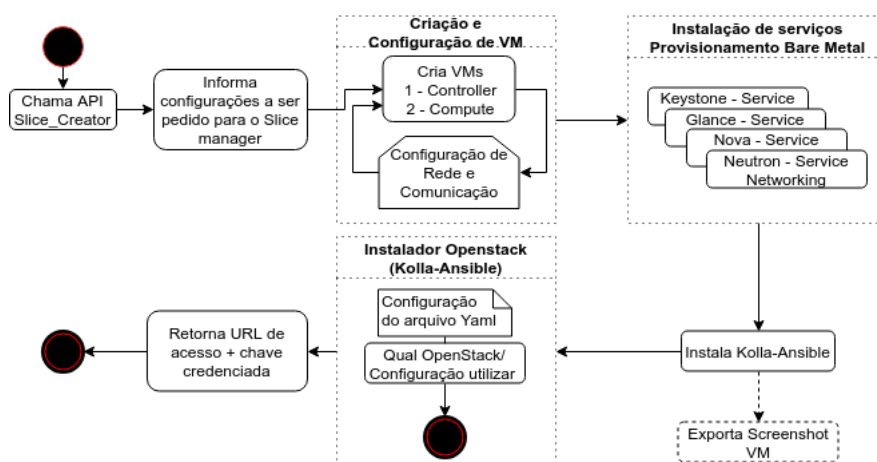 Chama API
Slice_Creator
Informa
configurações a ser
pedido para o Slice
manager
Criação e
Configuração de VM
Cria VMs
1 - Controller
2 - Compute
Configuração de
Rede e
Comunicação
Instalação de serviços
Provisionamento Bare Metal
Keystone - Service
Glance - Service
Nova - Service
Neutron - Service
Networking
Instala Kolla-Ansible
Exporta Screenshot
VM
Instalador Openstack
(Kolla-Ansible)
Configuração
do arquivo Yaml
Qual OpenStack/
Configuração utilizar
Retorna URL de
acesso + chave
credenciada